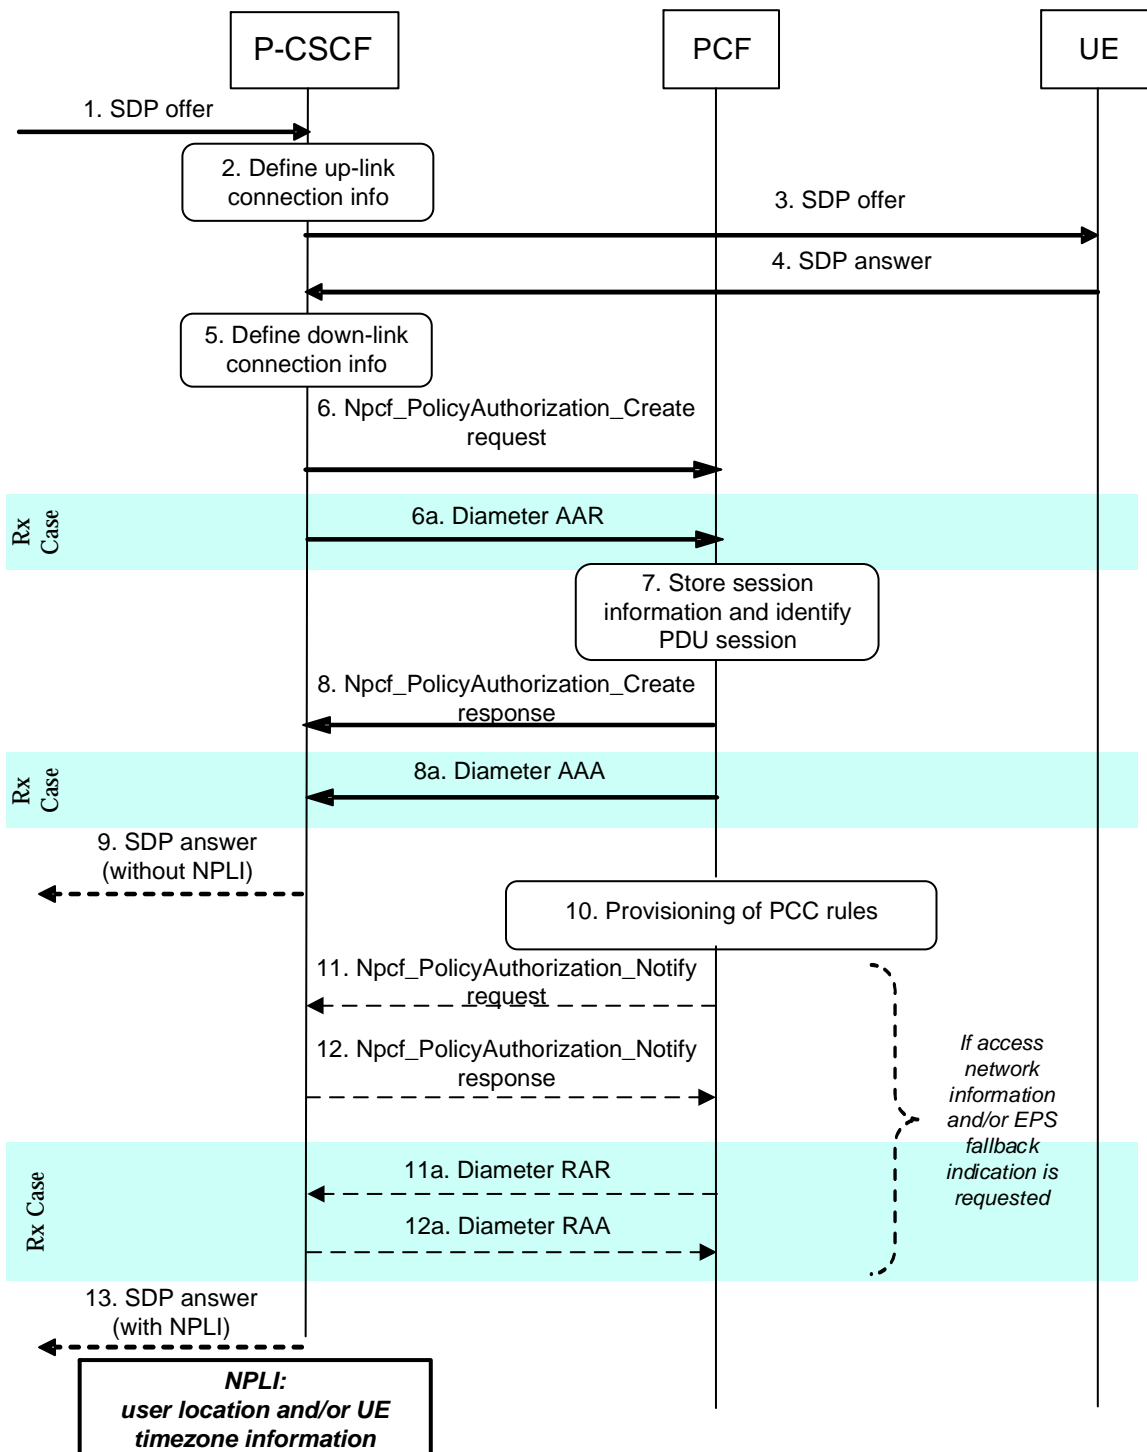 P-CSCF
PCF
UE
1. SDP offer
2. Define up-link
connection info
3. SDP offer
4. SDP answer
5. Define down-link
connection info
6. Npcf_PolicyAuthorization_Create
request
Rx
Case
6a. Diameter AAR
7. Store session
information and identify
PDU session
8. Npcf_PolicyAuthorization_Create
response
Rx
Case
8a. Diameter AAA
9. SDP answer
(without NPLI)
10. Provisioning of PCC rules
11. Npcf_PolicyAuthorization_Notify
request
12. Npcf_PolicyAuthorization_Notify
response
If access
network
information
and/or EPS
fallback
indication is
requested
Rx Case
11a. Diameter RAR
12a. Diameter RAA
13. SDP answer
(with NPLI)
NPLI:
user location and/or UE
timezone information